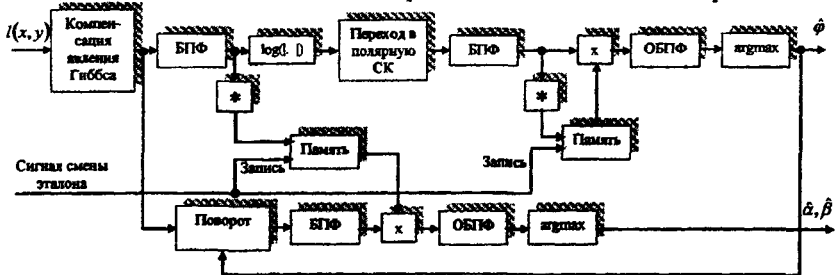 l(x, y)
Компен-
сация
явления
Гиббса
БПФ
log(|. |)
Переход в
полярную
СК
БПФ
x
ОБПФ
argmax
φ̂
*
*
Память
Память
Запись
Запись
Сигнал смены
эталона
Поворот
БПФ
x
ОБПФ
argmax
α̂, β̂